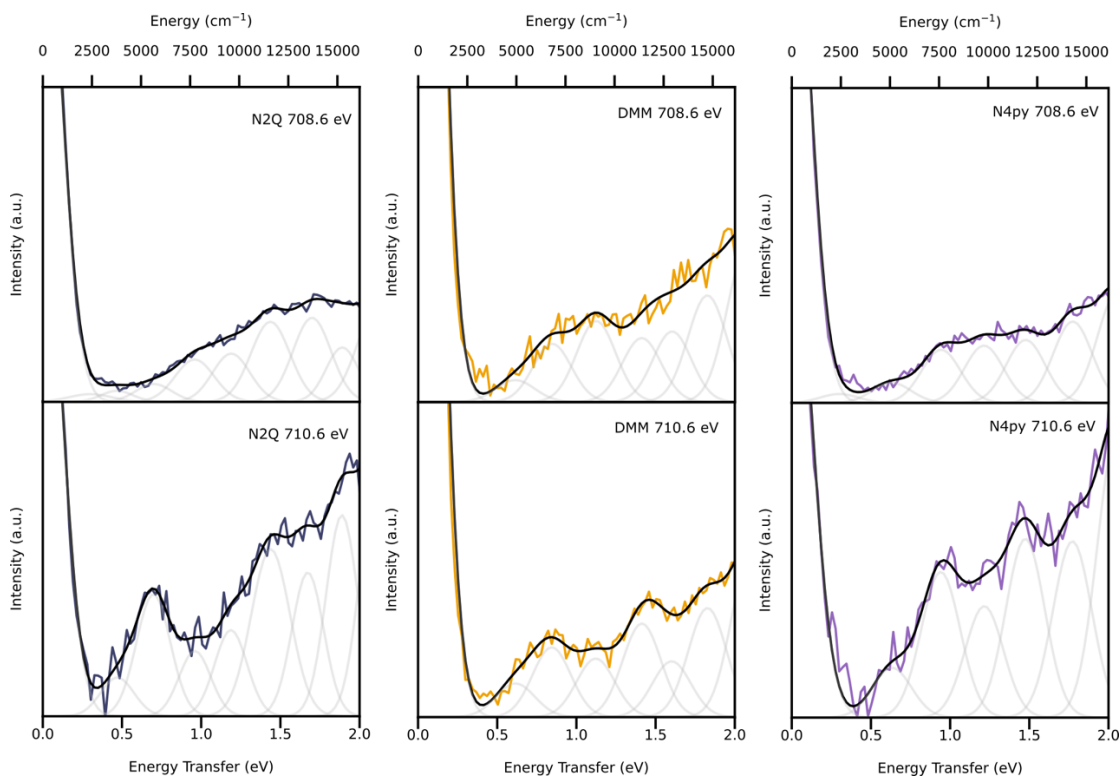 Energy (cm⁻¹) Energy (cm⁻¹) Energy (cm⁻¹)
0 2500 5000 7500 10000 12500 15000 0 2500 5000 7500 10000 12500 15000 0 2500 5000 7500 10000 12500 15000
N2Q 708.6 eV DMM 708.6 eV N4py 708.6 eV
Intensity (a.u.) Intensity (a.u.) Intensity (a.u.)
N2Q 710.6 eV DMM 710.6 eV N4py 710.6 eV
Intensity (a.u.) Intensity (a.u.) Intensity (a.u.)
0.0 0.5 1.0 1.5 2.0 0.0 0.5 1.0 1.5 2.0 0.0 0.5 1.0 1.5 2.0
Energy Transfer (eV) Energy Transfer (eV) Energy Transfer (eV)